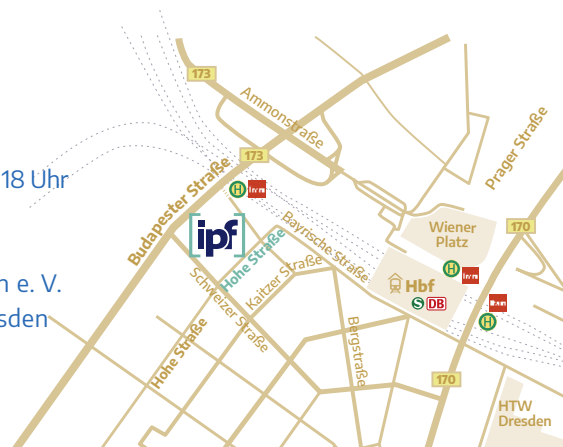 173
Ammonstraße
173
Prager Straße
18 Uhr
Budapester Straße
H
[ipf]
Bayrische Straße
Wiener
Platz
170
Hohe Straße
Kaitzer Straße
Schweizer Straße
H
n e. V.
Hbf
S DB
sden
H
Hohe Straße
Bergstraße
170
HTW
Dresden